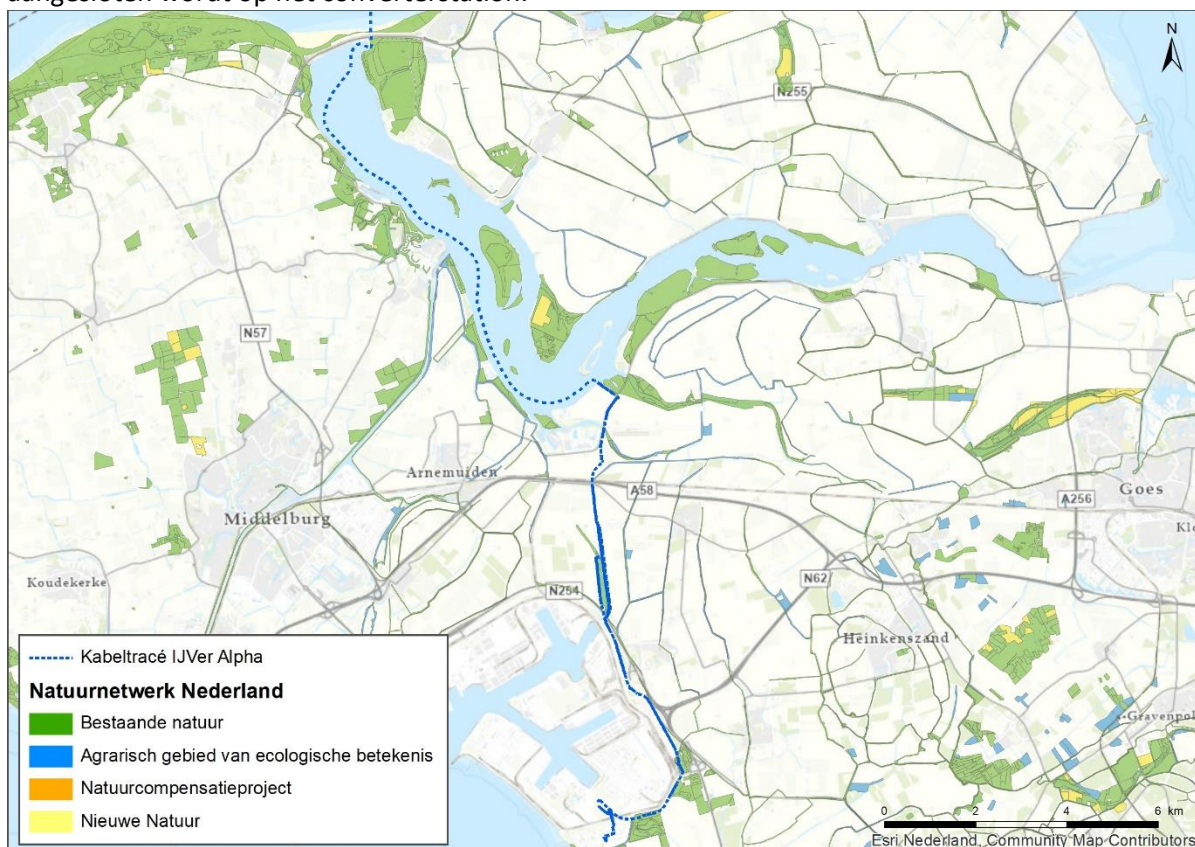 aangesloten wordt op het converterstation.
N
N255
N57
Arnemuiden
A58
Goes
A256
Middelburg
Koudekerke
N254
N62
Heinkenszand
Kabeltracé IJVer Alpha
Natuurnetwerk Nederland
Bestaande natuur
Agrarisch gebied van ecologische betekenis
Natuurcompensatieproject
Nieuwe Natuur
0 2 4 6 km
Esri Nederland, Community Map Contributors